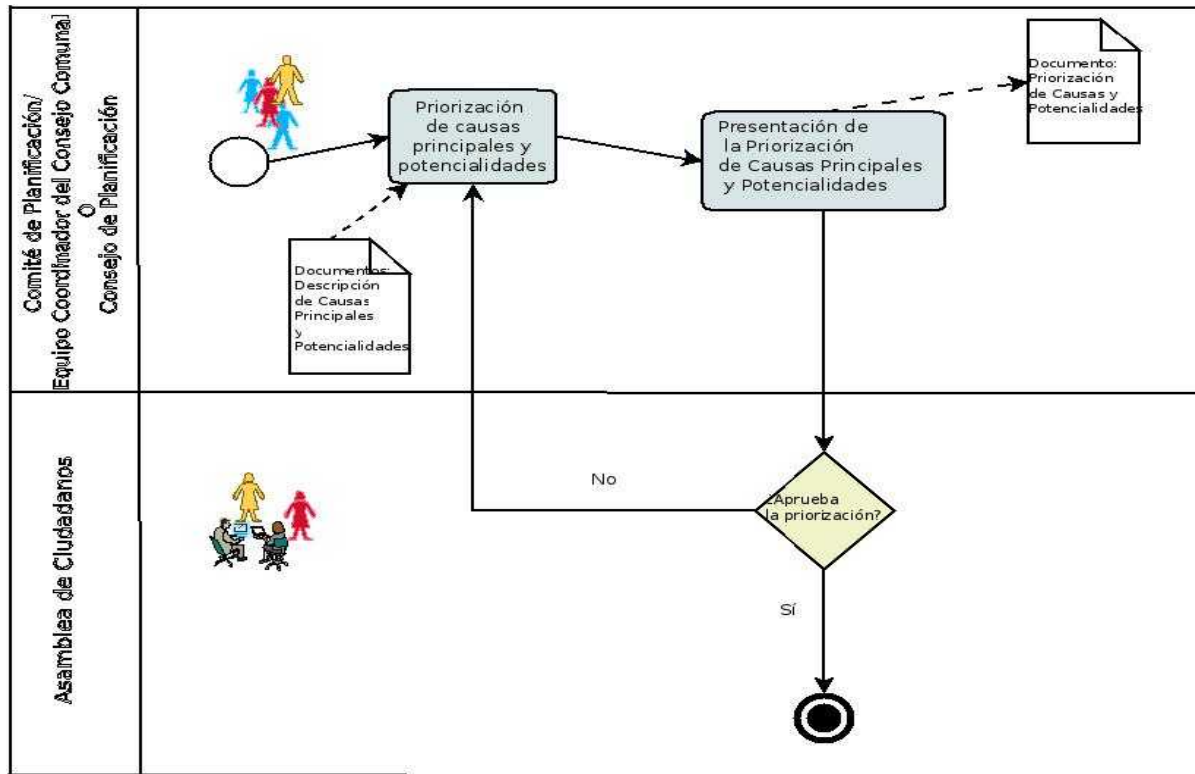 Comité de Planificación/
Equipo Coordinador del Consejo Comunal
O
Consejo de Planificación
Priorización
de causas
principales y
potencialidades
Documentos:
Descripción
de Causas
Principales
y
Potencialidades
Presentación de
la Priorización
de Causas Principales
y Potencialidades
Documento:
Priorización
de Causas y
Potencialidades
Asamblea de Ciudadanos
No
¿Aprueba
la priorización?
Sí